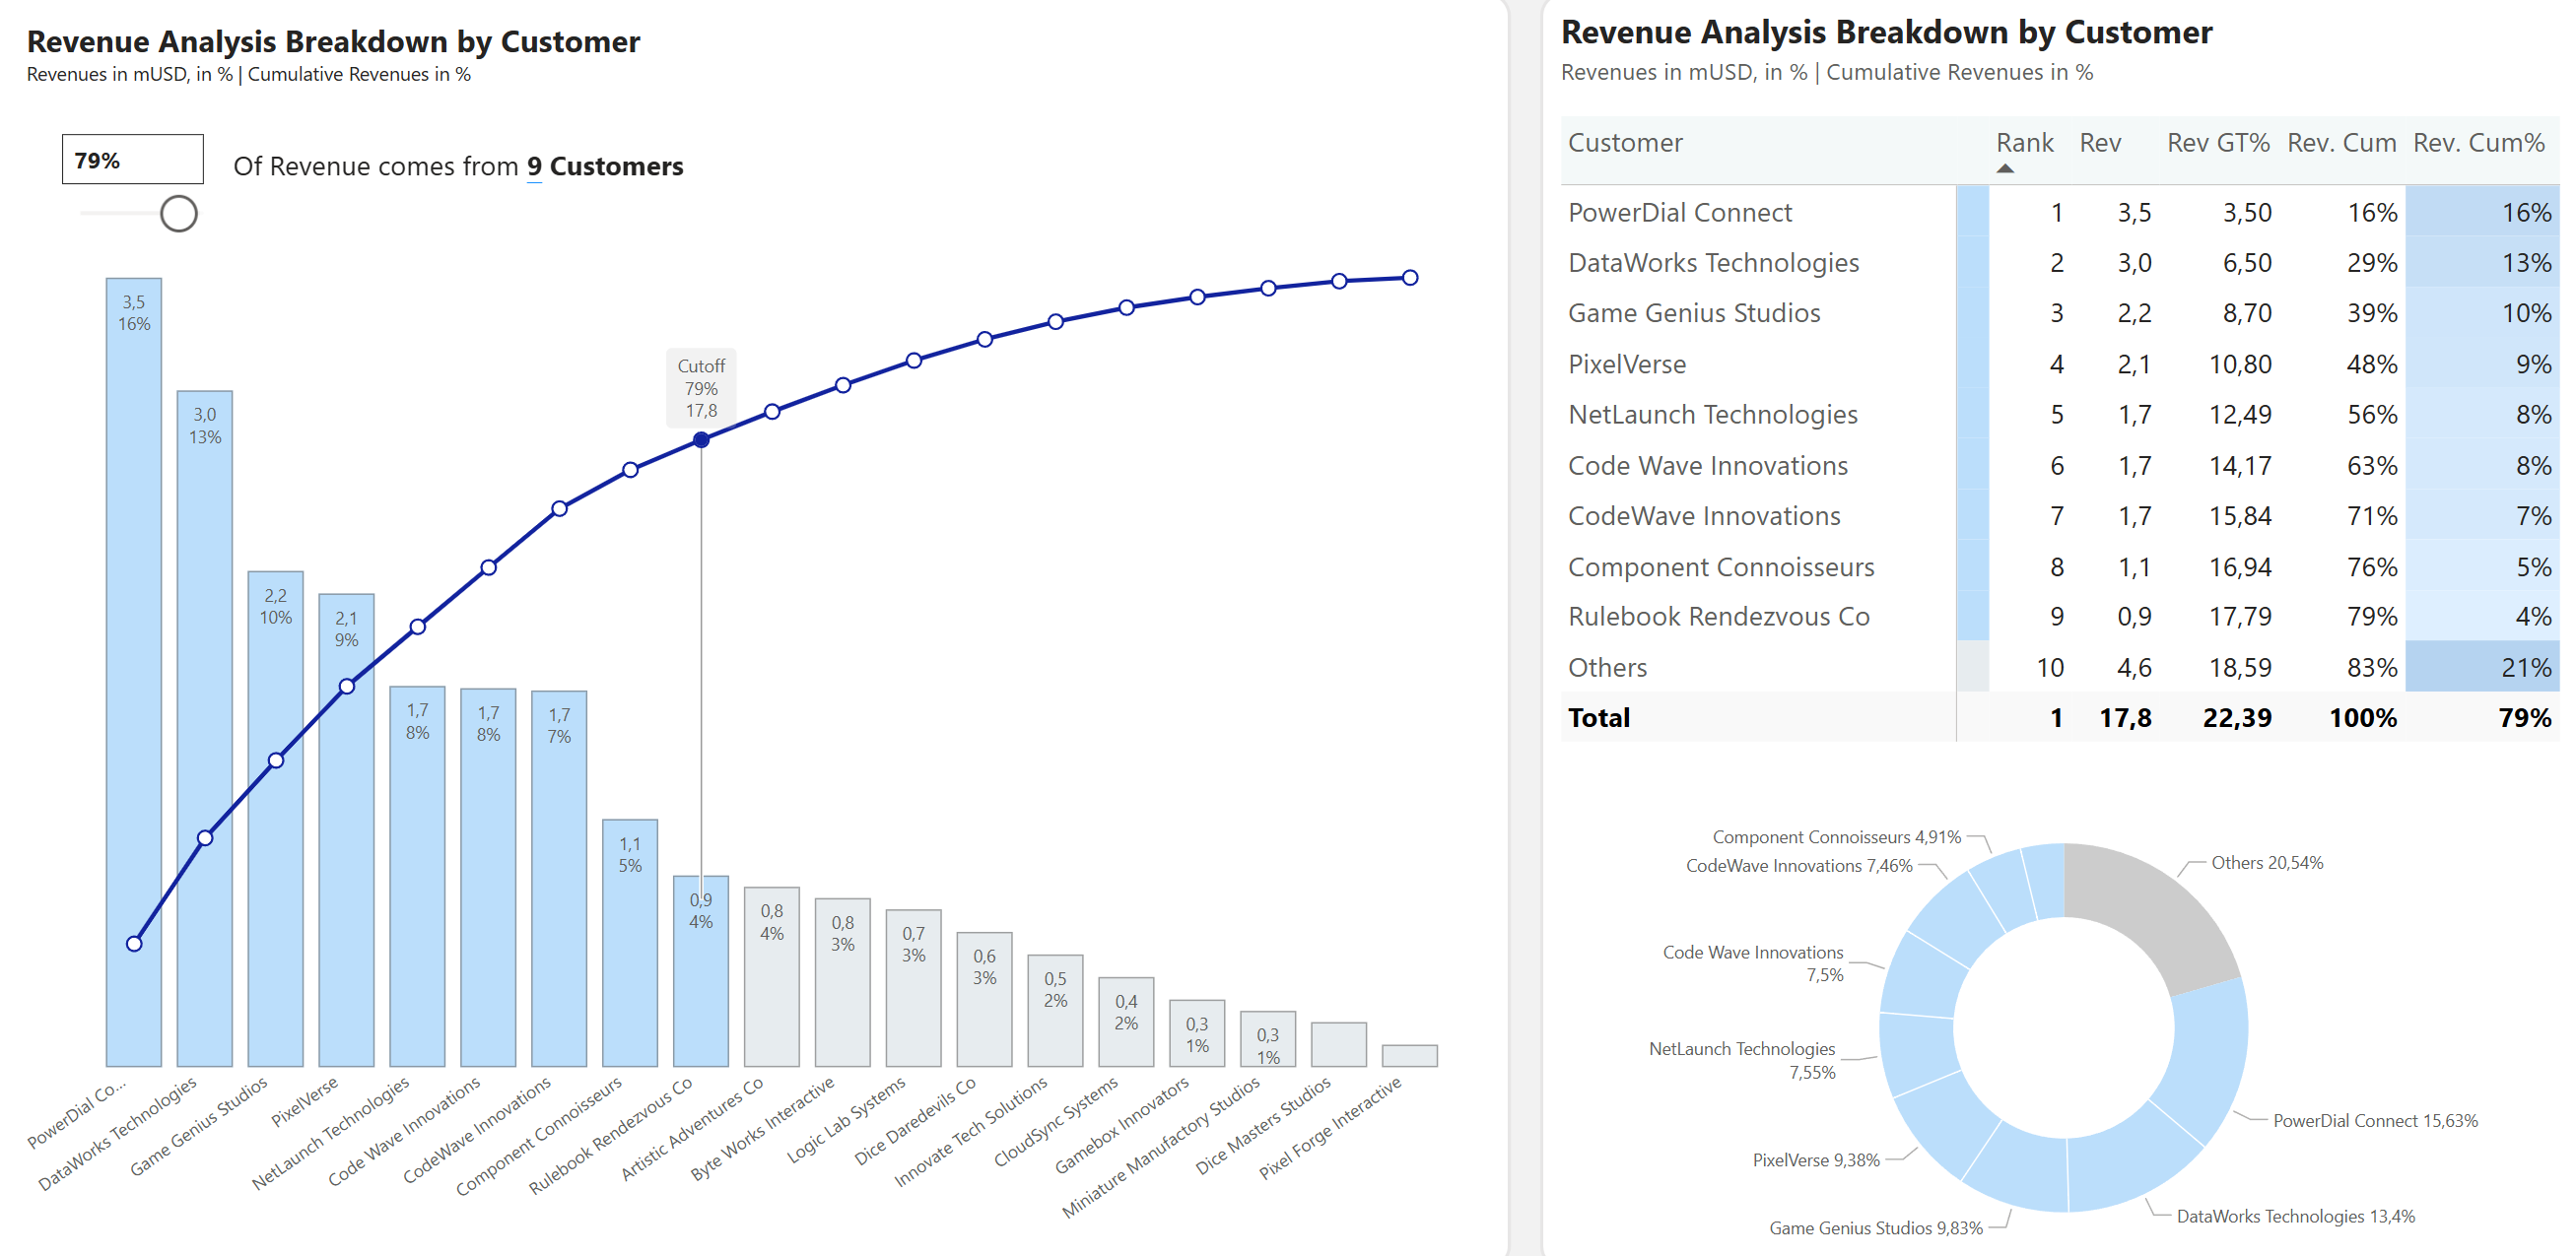 Revenue Analysis Breakdown by Customer
Revenues in mUSD, in % | Cumulative Revenues in %
79%
Of Revenue comes from 9 Customers
Cutoff
79%
17,8
3,5
16%
3,0
13%
2,2
10%
2,1
9%
1,7
8%
1,7
8%
1,7
7%
1,1
5%
0,9
4%
0,8
4%
0,8
3%
0,7
3%
0,6
3%
0,5
2%
0,4
2%
0,3
1%
0,3
1%
PowerDial Co...
DataWorks Technologies
Game Genius Studios
PixelVerse
NetLaunch Technologies
Code Wave Innovations
CodeWave Innovations
Component Connoisseurs
Rulebook Rendezvous Co
Artistic Adventures Co
Byte Works Interactive
Logic Lab Systems
Dice Daredevils Co
Innovate Tech Solutions
CloudSync Systems
Gamebox Innovators
Miniature Manufactory Studios
Dice Masters Studios
Pixel Forge Interactive
Revenue Analysis Breakdown by Customer
Revenues in mUSD, in % | Cumulative Revenues in %
Customer Rank Rev Rev GT% Rev. Cum Rev. Cum%
PowerDial Connect 1 3,5 3,50 16% 16%
DataWorks Technologies 2 3,0 6,50 29% 13%
Game Genius Studios 3 2,2 8,70 39% 10%
PixelVerse 4 2,1 10,80 48% 9%
NetLaunch Technologies 5 1,7 12,49 56% 8%
Code Wave Innovations 6 1,7 14,17 63% 8%
CodeWave Innovations 7 1,7 15,84 71% 7%
Component Connoisseurs 8 1,1 16,94 76% 5%
Rulebook Rendezvous Co 9 0,9 17,79 79% 4%
Others 10 4,6 18,59 83% 21%
Total 1 17,8 22,39 100% 79%
Component Connoisseurs 4,91%
CodeWave Innovations 7,46%
Code Wave Innovations
7,5%
NetLaunch Technologies
7,55%
PixelVerse 9,38%
Game Genius Studios 9,83%
Others 20,54%
PowerDial Connect 15,63%
DataWorks Technologies 13,4%